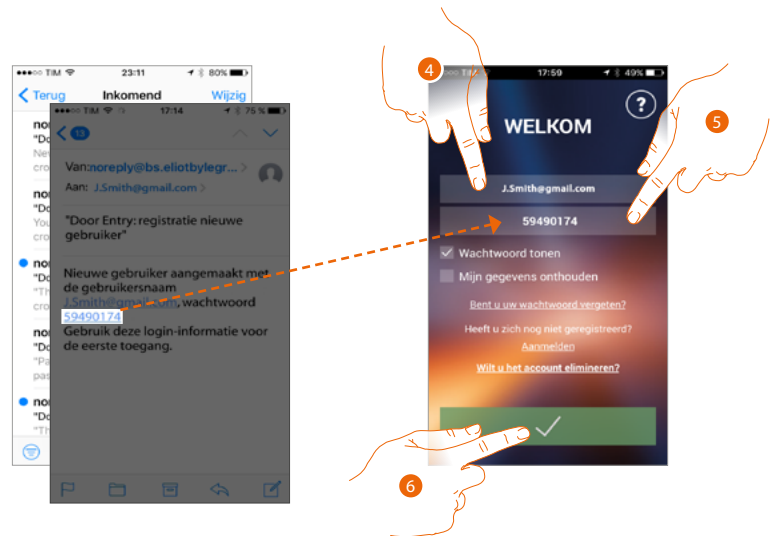 TIM 23:11 80%
Terug Inkomend Wijzig
TIM 17:14 75 %
13
Van: noreply@bs.eliotbylegr...
Aan: J.Smith@gmail.com
"Door Entry: registratie nieuwe
gebruiker"
Nieuwe gebruiker aangemaakt met
de gebruikersnaam
J.Smith@gmail.com, wachtwoord
59490174
Gebruik deze login-informatie voor
de eerste toegang.
4
17:59 49%
?
WELKOM
5
J.Smith@gmail.com
59490174
Wachtwoord tonen
Mijn gegevens onthouden
Bent u uw wachtwoord vergeten?
Heeft u zich nog niet geregistreerd?
Aanmelden
Wilt u het account elimineren?
6